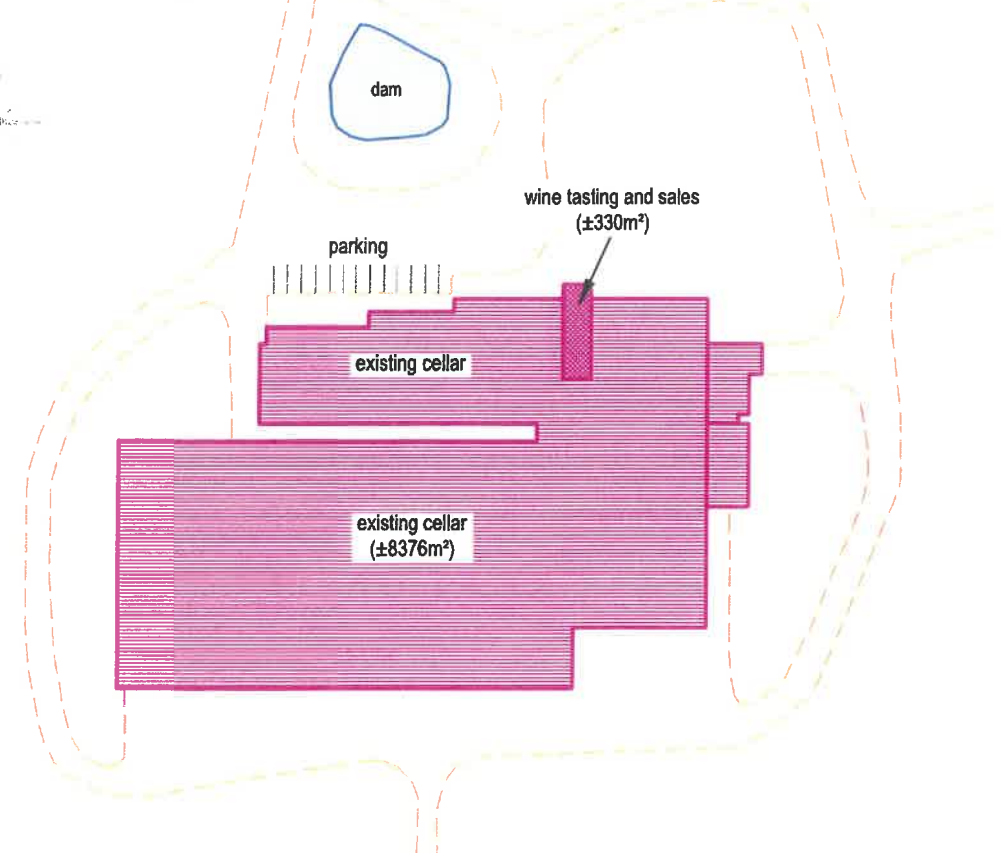 dam
wine tasting and sales
(±330m²)
parking
existing cellar
existing cellar
(±8376m²)